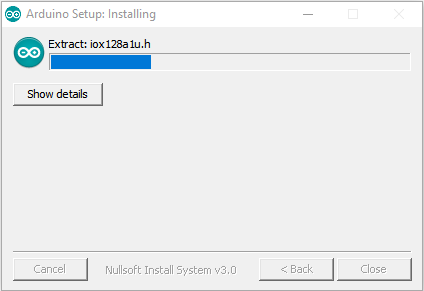 Arduino Setup: Installing
Extract: iox128a1u.h
Show details
Cancel
Nullsoft Install System v3.0
< Back
Close